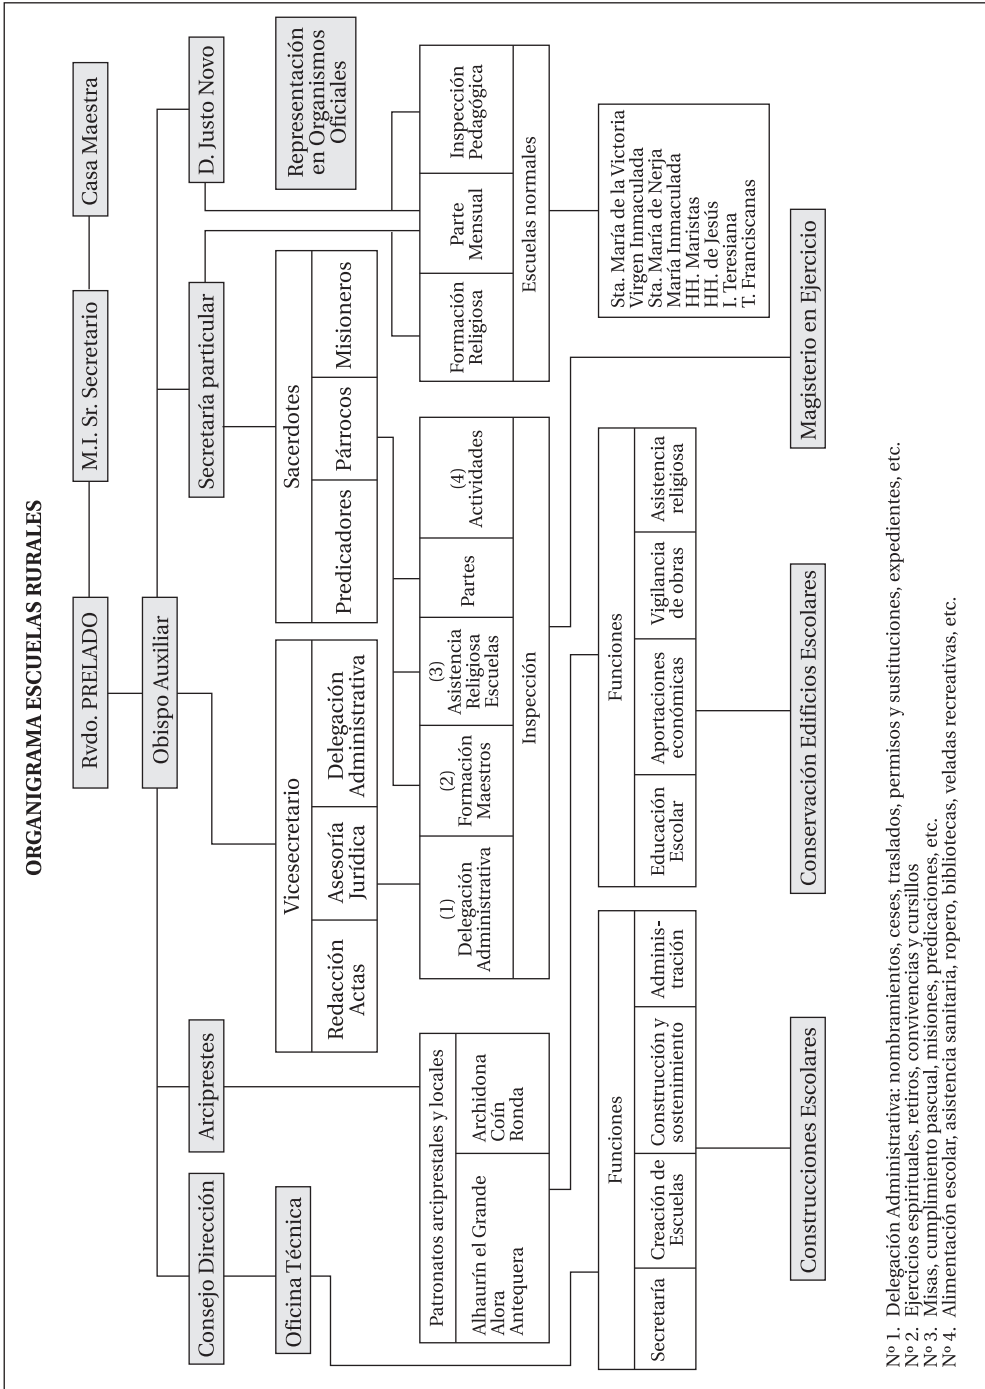 ORGANIGRAMA ESCUELAS RURALES
Rvdo. PRELADO
M.I. Sr. Secretario
Casa Maestra
Obispo Auxiliar
Consejo Dirección
Arciprestes
Secretaría particular
D. Justo Novo
Oficina Técnica
Vicesecretario
Redacción
Actas
Asesoría
Jurídica
Delegación
Administrativa
Sacerdotes
Predicadores
Párrocos
Misioneros
Representación
en Organismos
Oficiales
Patronatos arciprestales y locales
Alhaurín el Grande
Alora
Antequera
Archidona
Coín
Ronda
(1)
Delegación
Administrativa
(2)
Formación
Maestros
(3)
Asistencia
Religiosa
Escuelas
Partes
(4)
Actividades
Inspección
Formación
Religiosa
Parte
Mensual
Inspección
Pedagógica
Escuelas normales
Funciones
Secretaría
Creación de
Escuelas
Construcción y
sostenimiento
Adminis-
tración
Funciones
Educación
Escolar
Aportaciones
económicas
Vigilancia
de obras
Asistencia
religiosa
Sta. María de la Victoria
Virgen Inmaculada
Sta. María de Nerja
María Inmaculada
HH. Maristas
HH. de Jesús
I. Teresiana
T. Franciscanas
Construcciones Escolares
Conservación Edificios Escolares
Magisterio en Ejercicio
Nº 1. Delegación Administrativa: nombramientos, ceses, traslados, permisos y sustituciones, expedientes, etc.
Nº 2. Ejercicios espirituales, retiros, convivencias y cursillos
Nº 3. Misas, cumplimiento pascual, misiones, predicaciones, etc.
Nº 4. Alimentación escolar, asistencia sanitaria, ropero, bibliotecas, veladas recreativas, etc.